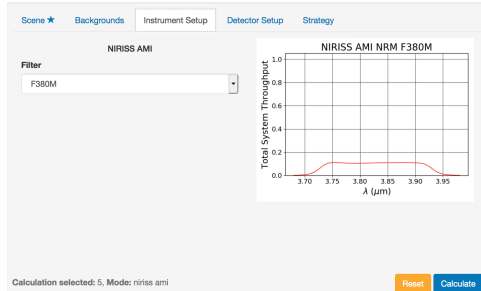 Scene ★ Backgrounds Instrument Setup Detector Setup Strategy
NIRISS AMI
Filter
F380M
NIRISS AMI NRM F380M
Total System Throughput
1.0
0.8
0.6
0.4
0.2
0.0
3.70 3.75 3.80 3.85 3.90 3.95
λ (μm)
Calculation selected: 5, Mode: niriss ami
Reset Calculate